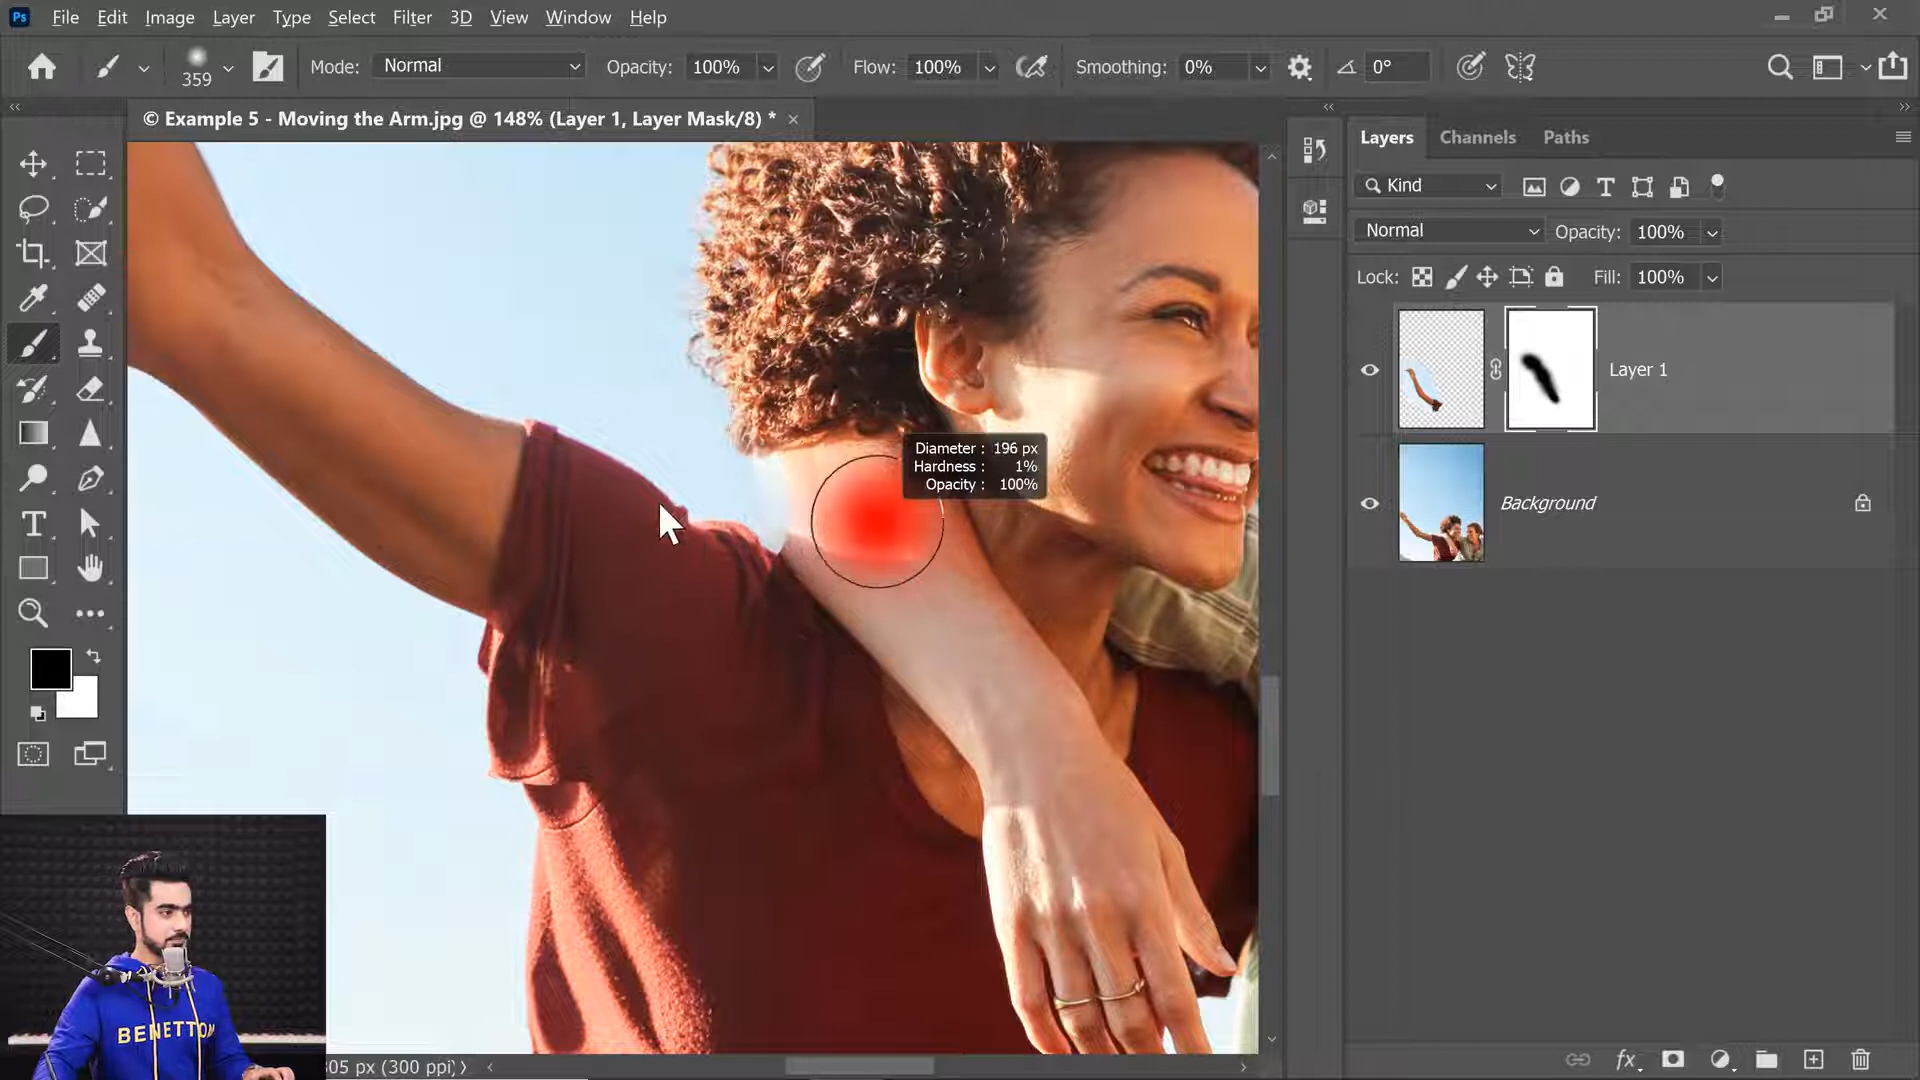 Ps File Edit Image Layer Type Select Filter 3D View Window Help
359 Mode: Normal Opacity: 100% Flow: 100% Smoothing: 0% 0°
© Example 5 - Moving the Arm.jpg @ 148% (Layer 1, Layer Mask/8) *
Layers Channels Paths
Kind
Normal Opacity: 100%
Lock: Fill: 100%
Layer 1
Diameter : 196 px
Hardness : 1%
Opacity : 100%
Background
BENETTON
05 px (300 ppi)
fx